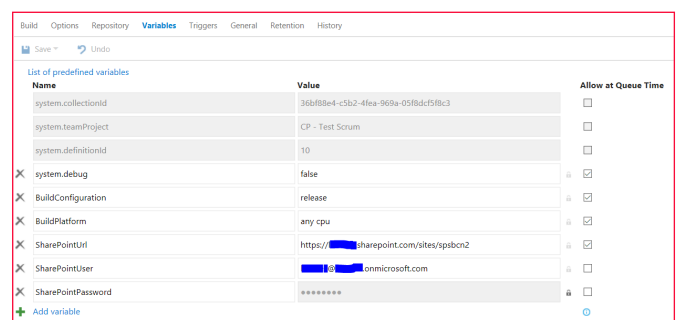 Build Options Repository Variables Triggers General Retention History
Save Undo
List of predefined variables
Name Value Allow at Queue Time
system.collectionId 36bf88e4-c5b2-4fea-969a-05f8dcf5f8c3
system.teamProject CP - Test Scrum
system.definitionId 10
system.debug false
BuildConfiguration release
BuildPlatform any cpu
SharePointUrl https:// sharepoint.com/sites/spsbcn2
SharePointUser @ .onmicrosoft.com
SharePointPassword ●●●●●●●●
Add variable